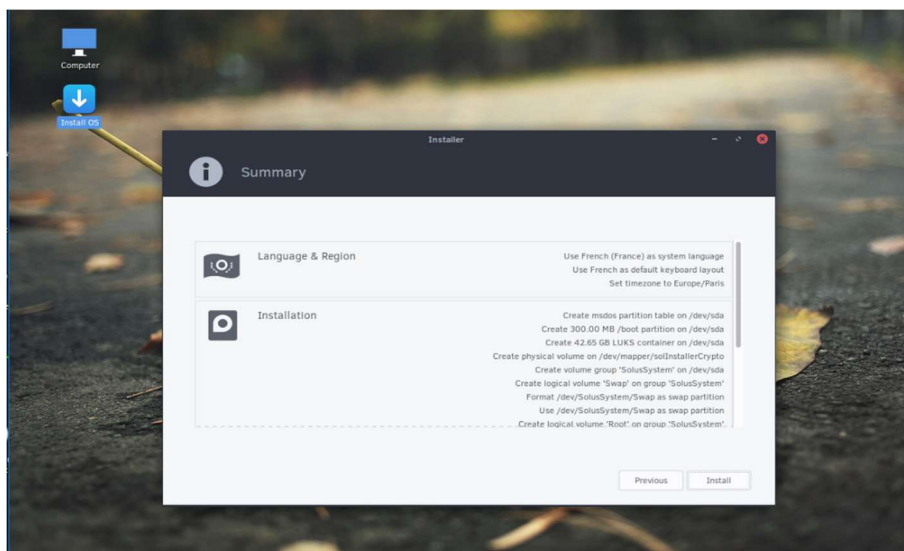 Computer
Install OS
Installer
Summary
Language & Region
Use French (France) as system language
Use French as default keyboard layout
Set timezone to Europe/Paris
Installation
Create msdos partition table on /dev/sda
Create 300.00 MB /boot partition on /dev/sda
Create 42.65 GB LUKS container on /dev/sda
Create physical volume on /dev/mapper/solInstallerCrypto
Create volume group 'SolusSystem' on /dev/sda
Create logical volume 'Swap' on group 'SolusSystem'
Format /dev/SolusSystem/Swap as swap partition
Use /dev/SolusSystem/Swap as swap partition
Create logical volume 'Root' on group 'SolusSystem'
Previous
Install